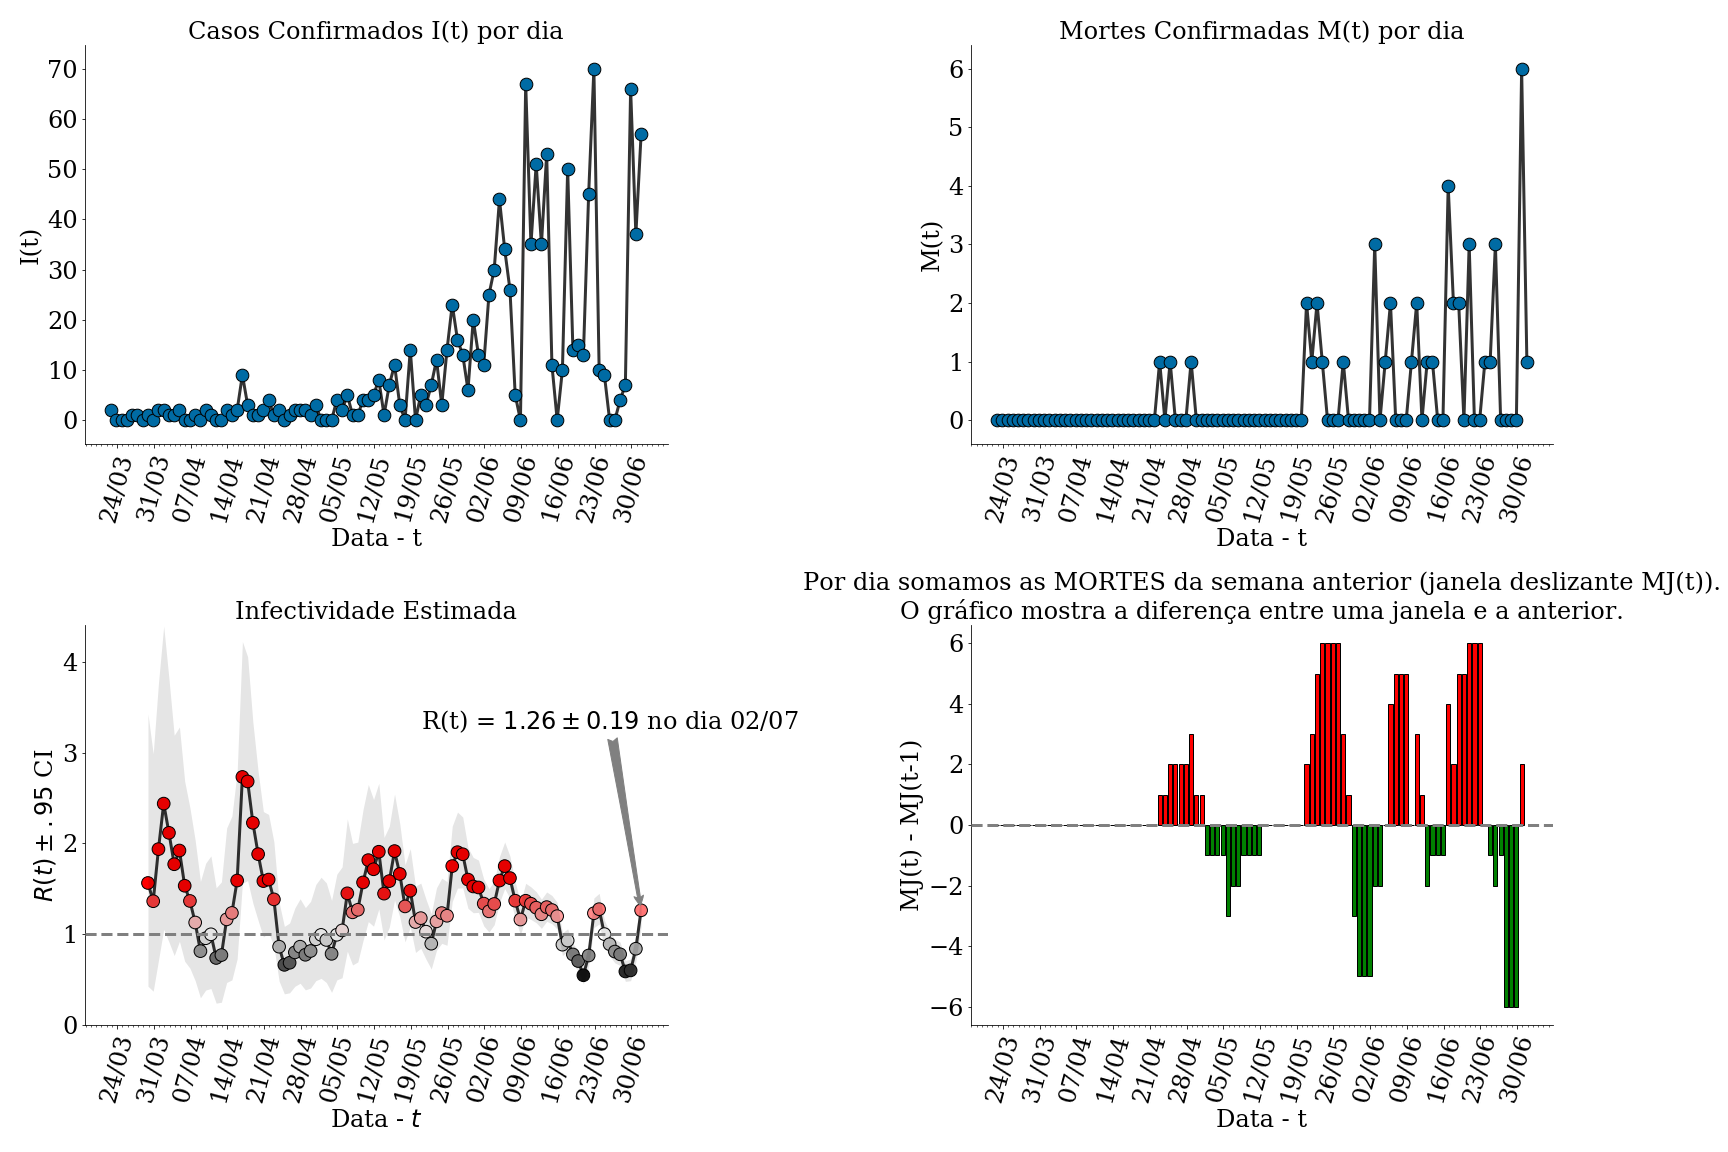 Casos Confirmados I(t) por dia
I(t)
70
60
50
40
30
20
10
0
24/03 31/03 07/04 14/04 21/04 28/04 05/05 12/05 19/05 26/05 02/06 09/06 16/06 23/06 30/06
Data - t
Mortes Confirmadas M(t) por dia
M(t)
6
5
4
3
2
1
0
24/03 31/03 07/04 14/04 21/04 28/04 05/05 12/05 19/05 26/05 02/06 09/06 16/06 23/06 30/06
Data - t
Infectividade Estimada
R(t) ± .95 CI
4
3
2
1
0
R(t) = 1.26 ± 0.19 no dia 02/07
24/03 31/03 07/04 14/04 21/04 28/04 05/05 12/05 19/05 26/05 02/06 09/06 16/06 23/06 30/06
Data - t
Por dia somamos as MORTES da semana anterior (janela deslizante MJ(t)).
O gráfico mostra a diferença entre uma janela e a anterior.
MJ(t) - MJ(t-1)
6
4
2
0
−2
−4
−6
24/03 31/03 07/04 14/04 21/04 28/04 05/05 12/05 19/05 26/05 02/06 09/06 16/06 23/06 30/06
Data - t